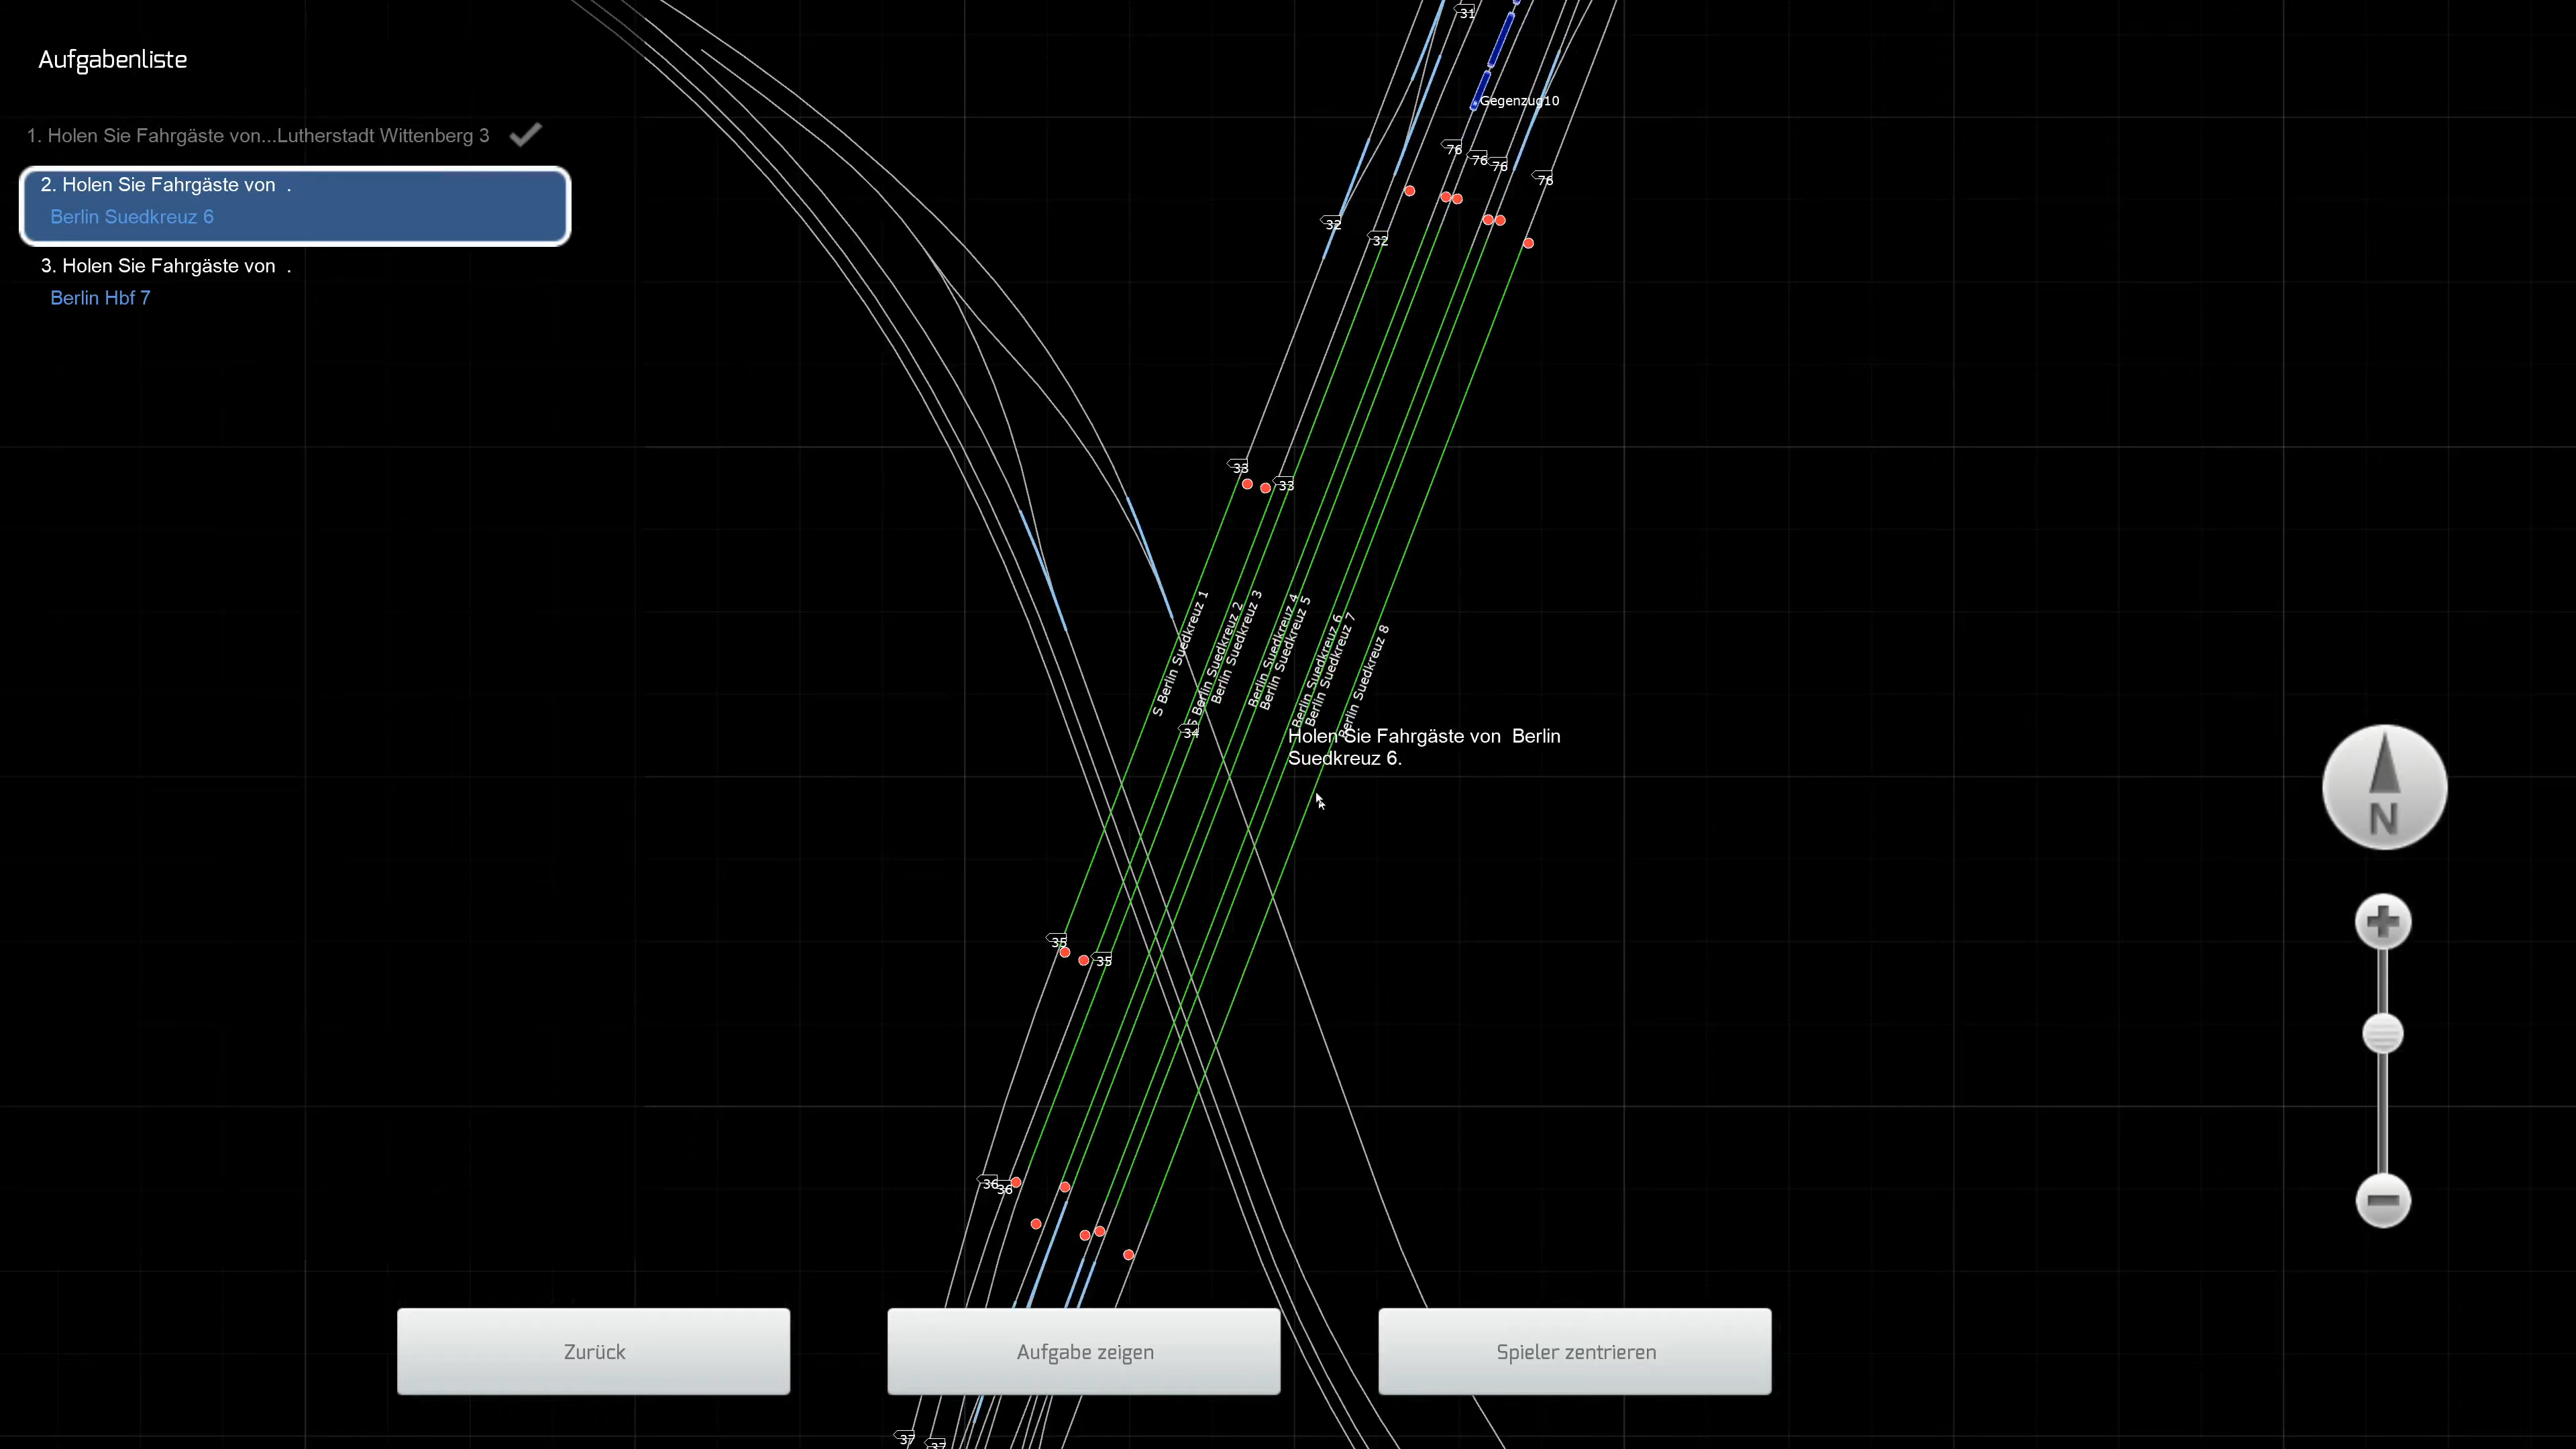 Aufgabenliste
1. Holen Sie Fahrgäste von...Lutherstadt Wittenberg 3
2. Holen Sie Fahrgäste von .
Berlin Suedkreuz 6
3. Holen Sie Fahrgäste von .
Berlin Hbf 7
31
Gegenzug10
76
76
76
76
32
32
33
33
S Berlin Suedkreuz 1
S Berlin Suedkreuz 2
Berlin Suedkreuz 3
Berlin Suedkreuz 4
Berlin Suedkreuz 5
Berlin Suedkreuz 6
Berlin Suedkreuz 7
Berlin Suedkreuz 8
34
Holen Sie Fahrgäste von Berlin
Suedkreuz 6.
N
35
35
36
36
Zurück
Aufgabe zeigen
Spieler zentrieren
37
37